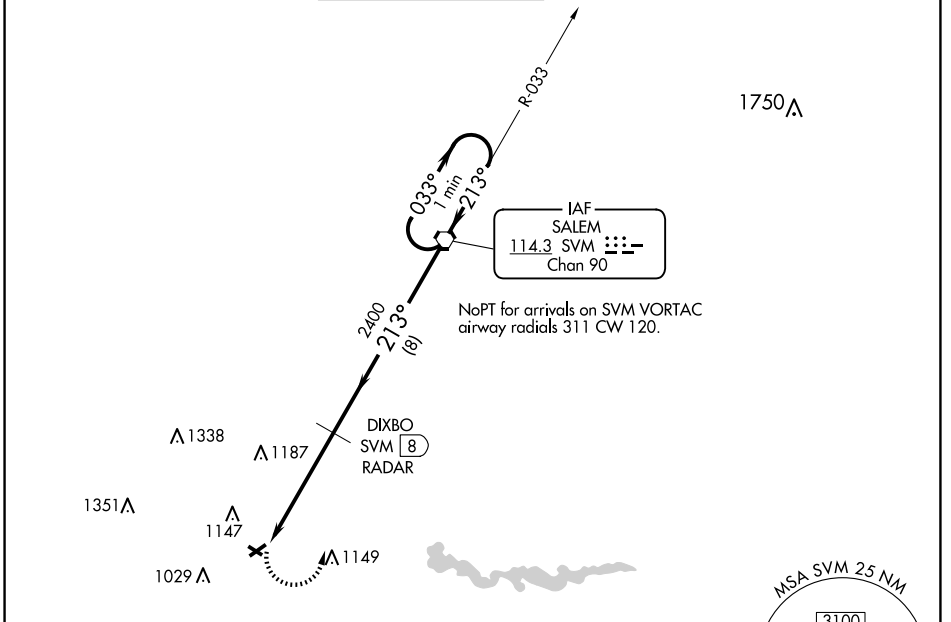 R-033
1750
033°
1 min
213°
IAF
SALEM
114.3 SVM
Chan 90
NoPT for arrivals on SVM VORTAC
airway radials 311 CW 120.
2400
213°
(8)
DIXBO
SVM 8
RADAR
1338
1187
1351
1147
1149
1029
MSA SVM 25 NM
3100